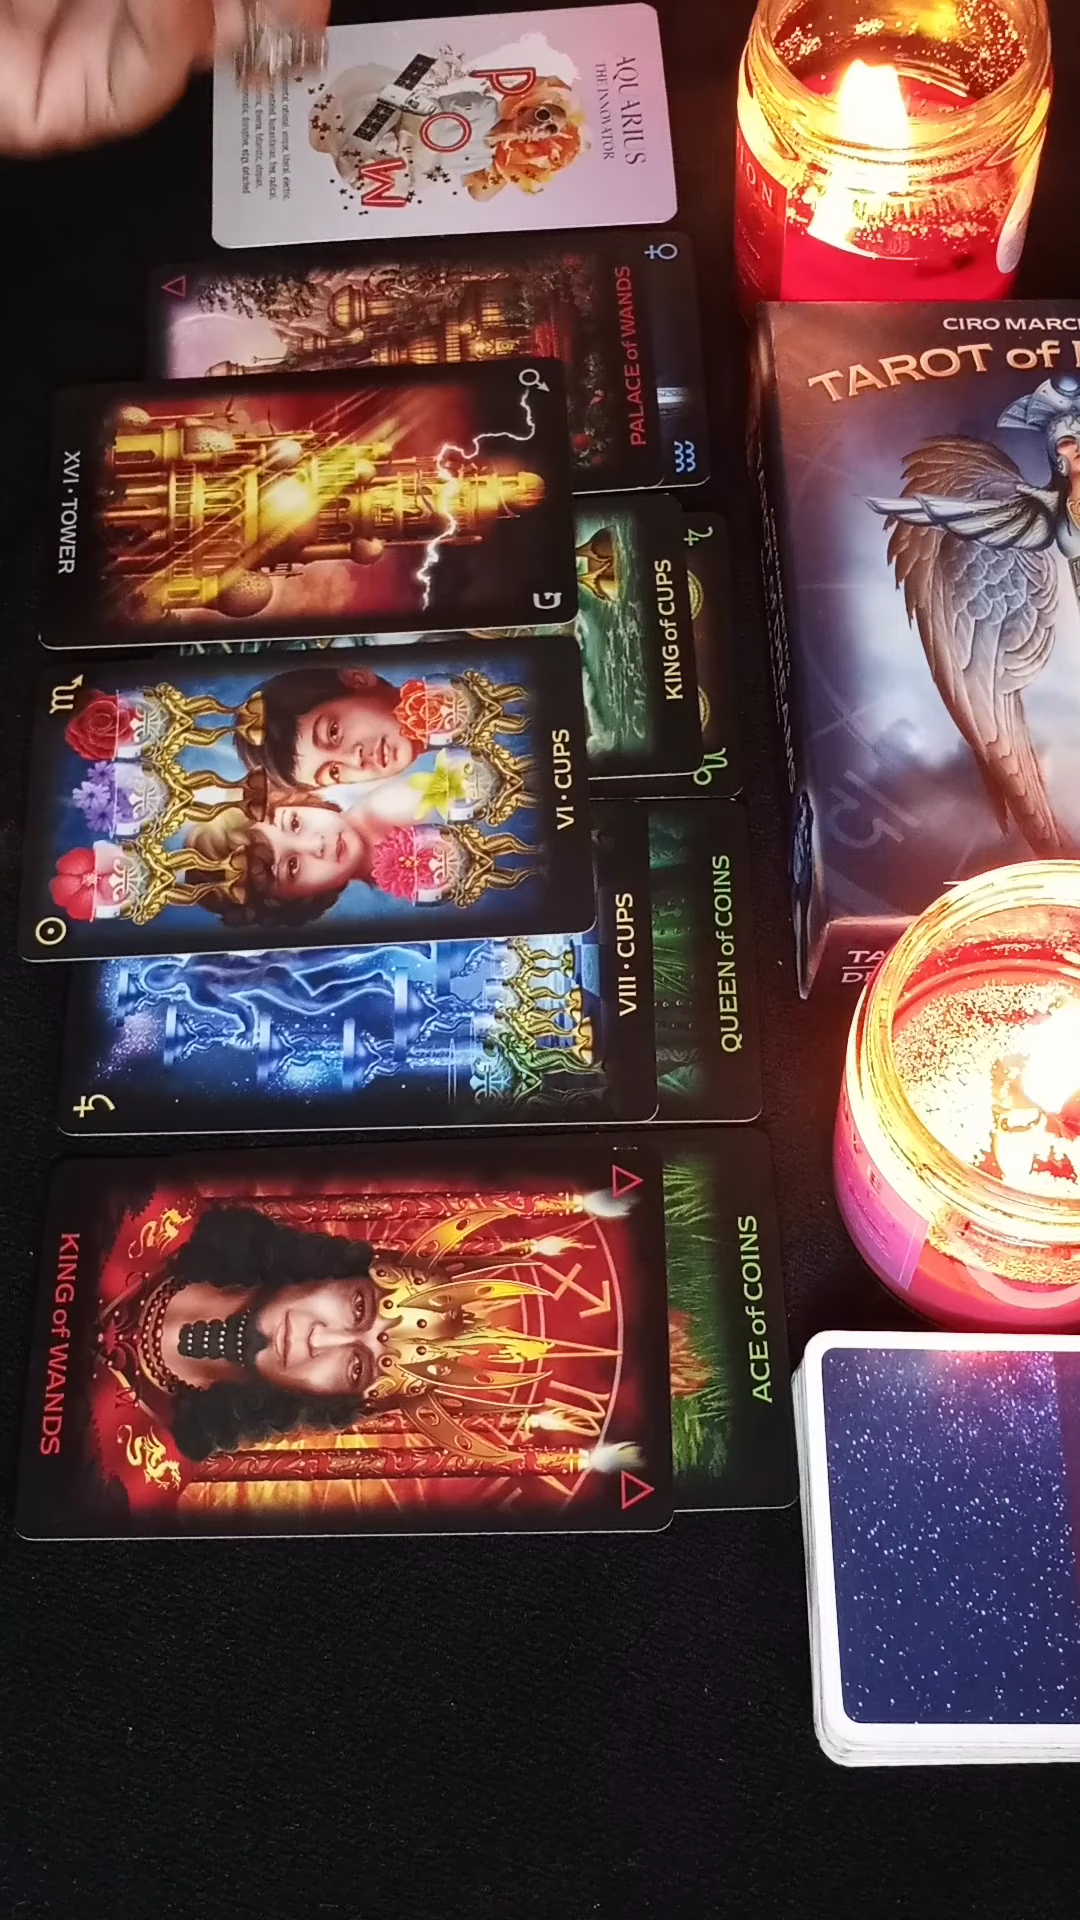 AQUARIUS
THE INNOVATOR
POW
PALACE of WANDS
XVI • TOWER
KING of CUPS
VI • CUPS
VIII • CUPS
QUEEN of COINS
KING of WANDS
ACE of COINS
CIRO
TAROT of